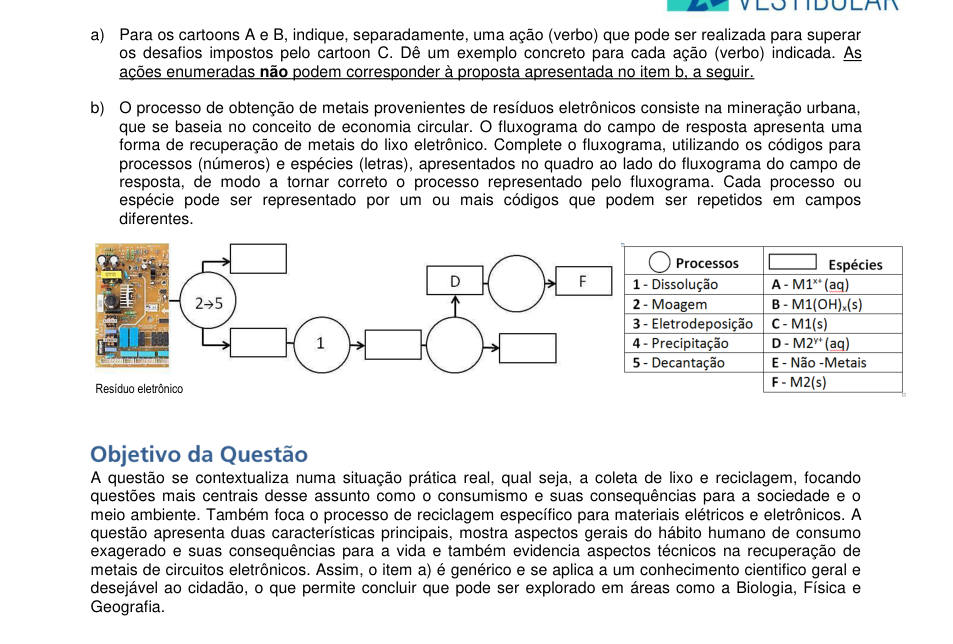 VESTIBULAR
a) Para os cartoons A e B, indique, separadamente, uma ação (verbo) que pode ser realizada para superar
os desafios impostos pelo cartoon C. Dê um exemplo concreto para cada ação (verbo) indicada. As
ações enumeradas não podem corresponder à proposta apresentada no item b, a seguir.
b) O processo de obtenção de metais provenientes de resíduos eletrônicos consiste na mineração urbana,
que se baseia no conceito de economia circular. O fluxograma do campo de resposta apresenta uma
forma de recuperação de metais do lixo eletrônico. Complete o fluxograma, utilizando os códigos para
processos (números) e espécies (letras), apresentados no quadro ao lado do fluxograma do campo de
resposta, de modo a tornar correto o processo representado pelo fluxograma. Cada processo ou
espécie pode ser representado por um ou mais códigos que podem ser repetidos em campos
diferentes.
2→5
1
D
F
Resíduo eletrônico
Processos Espécies
1 - Dissolução A - M1ˣ⁺ (aq)
2 - Moagem B - M1(OH)ₓ(s)
3 - Eletrodeposição C - M1(s)
4 - Precipitação D - M2ʸ⁺ (aq)
5 - Decantação E - Não -Metais
F - M2(s)
Objetivo da Questão
A questão se contextualiza numa situação prática real, qual seja, a coleta de lixo e reciclagem, focando
questões mais centrais desse assunto como o consumismo e suas consequências para a sociedade e o
meio ambiente. Também foca o processo de reciclagem específico para materiais elétricos e eletrônicos. A
questão apresenta duas características principais, mostra aspectos gerais do hábito humano de consumo
exagerado e suas consequências para a vida e também evidencia aspectos técnicos na recuperação de
metais de circuitos eletrônicos. Assim, o item a) é genérico e se aplica a um conhecimento cientifico geral e
desejável ao cidadão, o que permite concluir que pode ser explorado em áreas como a Biologia, Física e
Geografia.